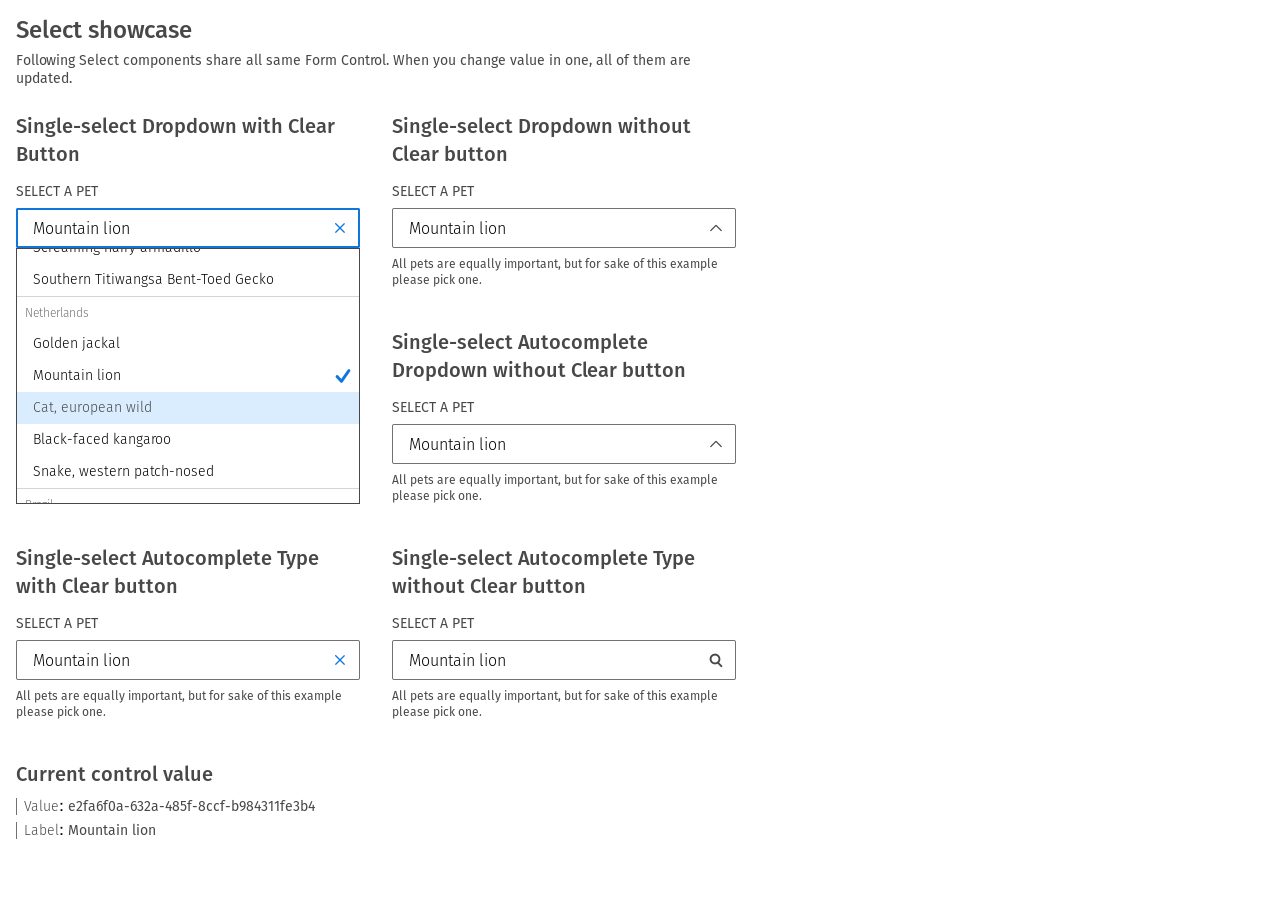 Select showcase
Following Select components share all same Form Control. When you change value in one, all of them are
updated.
Single-select Dropdown with Clear
Button
SELECT A PET
Mountain lion
Screaming hairy armadillo
Southern Titiwangsa Bent-Toed Gecko
Netherlands
Golden jackal
Mountain lion
Cat, european wild
Black-faced kangaroo
Snake, western patch-nosed
Brazil
Single-select Dropdown without
Clear button
SELECT A PET
Mountain lion
All pets are equally important, but for sake of this example
please pick one.
Single-select Autocomplete
Dropdown without Clear button
SELECT A PET
Mountain lion
All pets are equally important, but for sake of this example
please pick one.
Single-select Autocomplete Type
with Clear button
SELECT A PET
Mountain lion
All pets are equally important, but for sake of this example
please pick one.
Single-select Autocomplete Type
without Clear button
SELECT A PET
Mountain lion
All pets are equally important, but for sake of this example
please pick one.
Current control value
Value: e2fa6f0a-632a-485f-8ccf-b984311fe3b4
Label: Mountain lion